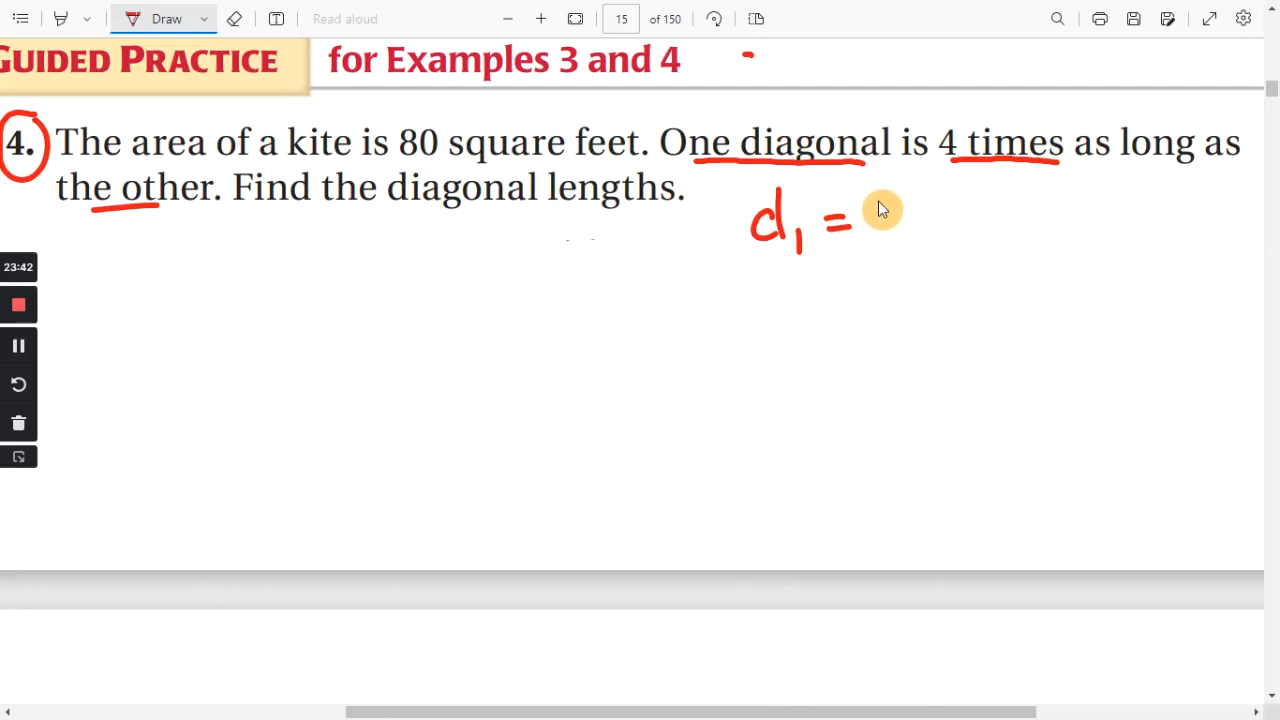 Draw
Read aloud
15 of 150
GUIDED PRACTICE for Examples 3 and 4
4. The area of a kite is 80 square feet. One diagonal is 4 times as long as
the other. Find the diagonal lengths.
d₁ =
23:42